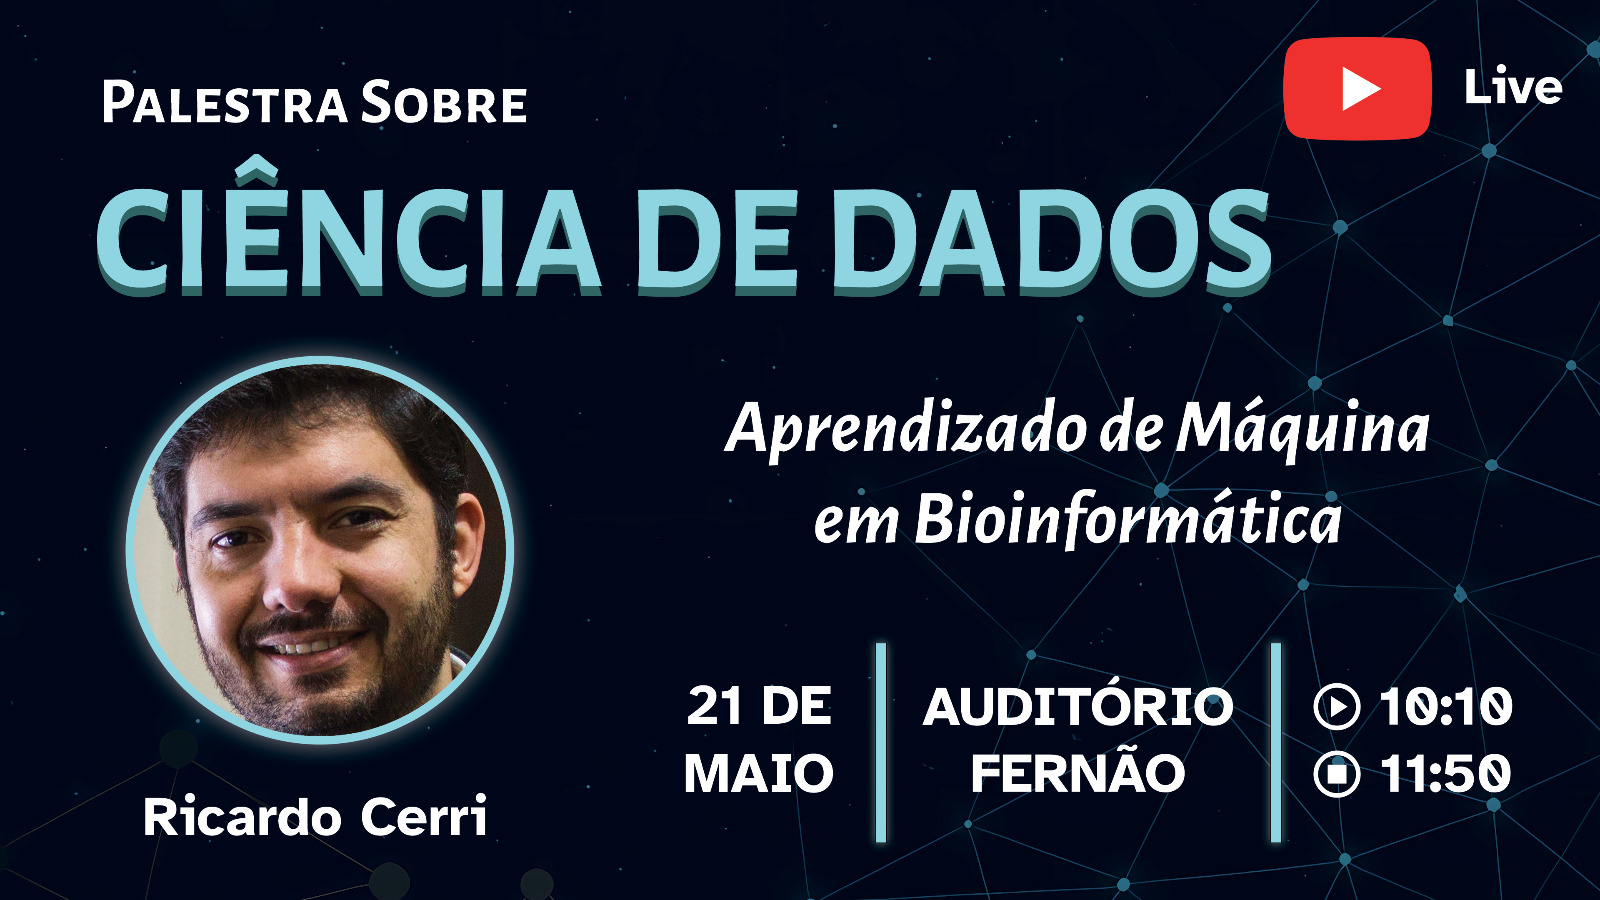 Palestra Sobre
Live
CIÊNCIA DE DADOS
Aprendizado de Máquina
em Bioinformática
21 DE
MAIO
AUDITÓRIO
FERNÃO
10:10
11:50
Ricardo Cerri